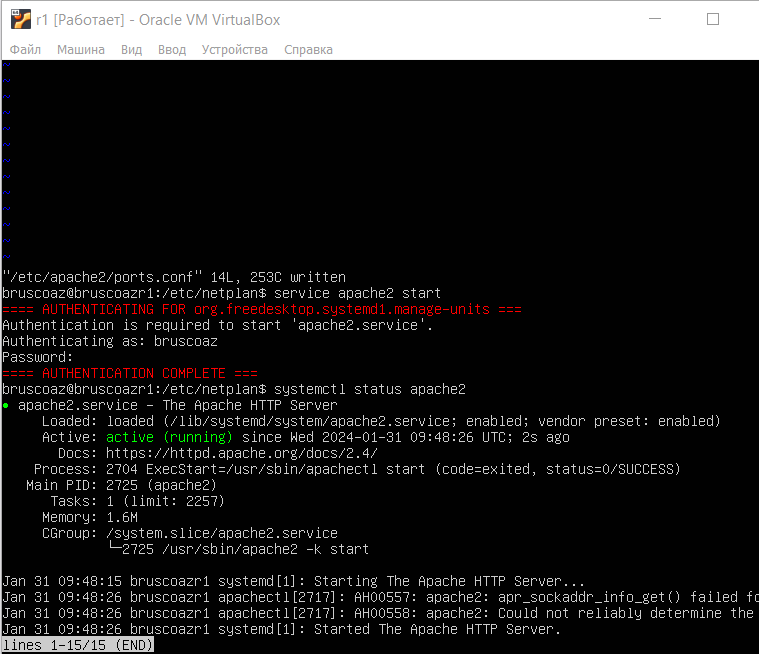 r1 [Работает] - Oracle VM VirtualBox
Файл Машина Вид Ввод Устройства Справка
~
~
~
~
~
~
~
~
~
~
~
~
~
"/etc/apache2/ports.conf" 14L, 253C written
bruscoaz@bruscoazr1:/etc/netplan$ service apache2 start
==== AUTHENTICATING FOR org.freedesktop.systemd1.manage-units ===
Authentication is required to start 'apache2.service'.
Authenticating as: bruscoaz
Password:
==== AUTHENTICATION COMPLETE ===
bruscoaz@bruscoazr1:/etc/netplan$ systemctl status apache2
● apache2.service - The Apache HTTP Server
Loaded: loaded (/lib/systemd/system/apache2.service; enabled; vendor preset: enabled)
Active: active (running) since Wed 2024-01-31 09:48:26 UTC; 2s ago
Docs: https://httpd.apache.org/docs/2.4/
Process: 2704 ExecStart=/usr/sbin/apachectl start (code=exited, status=0/SUCCESS)
Main PID: 2725 (apache2)
Tasks: 1 (limit: 2257)
Memory: 1.6M
CGroup: /system.slice/apache2.service
└─2725 /usr/sbin/apache2 -k start
Jan 31 09:48:15 bruscoazr1 systemd[1]: Starting The Apache HTTP Server...
Jan 31 09:48:26 bruscoazr1 apachectl[2717]: AH00557: apache2: apr_sockaddr_info_get() failed fo
Jan 31 09:48:26 bruscoazr1 apachectl[2717]: AH00558: apache2: Could not reliably determine the
Jan 31 09:48:26 bruscoazr1 systemd[1]: Started The Apache HTTP Server.
lines 1-15/15 (END)